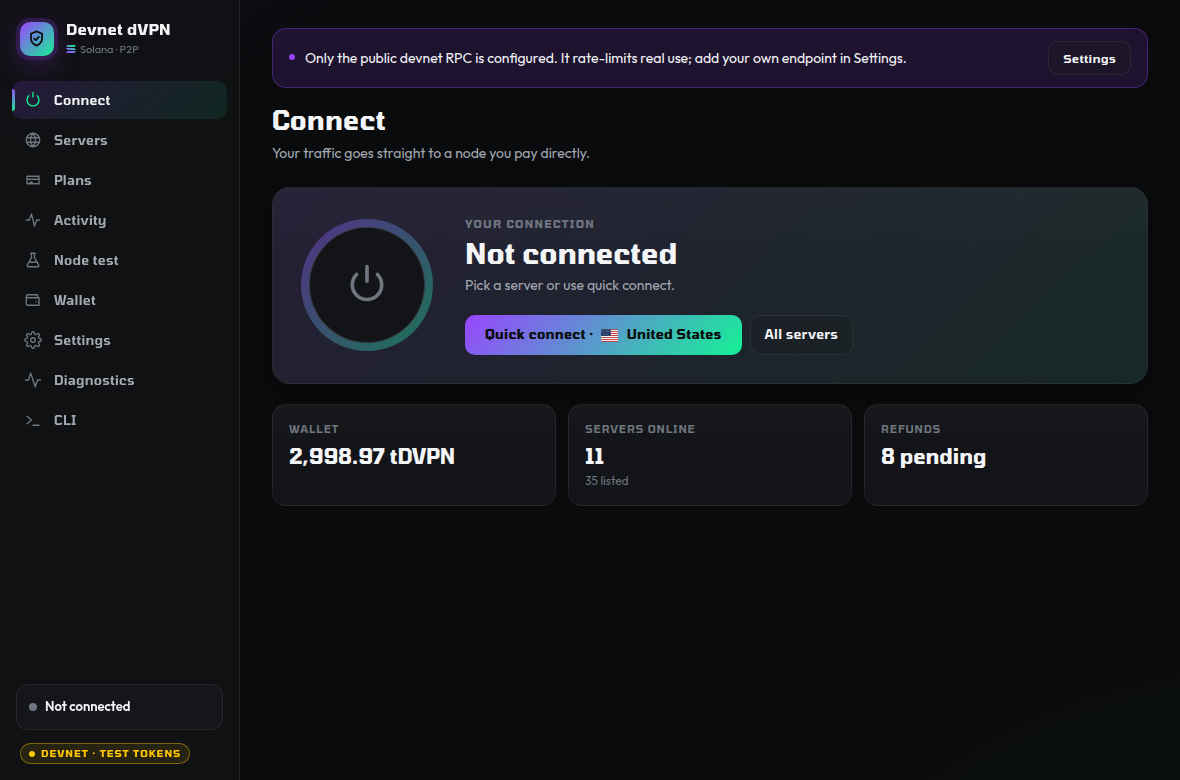 Devnet dVPN
Solana · P2P
Connect
Servers
Plans
Activity
Node test
Wallet
Settings
Diagnostics
CLI
Not connected
DEVNET · TEST TOKENS
Only the public devnet RPC is configured. It rate-limits real use; add your own endpoint in Settings.
Settings
Connect
Your traffic goes straight to a node you pay directly.
YOUR CONNECTION
Not connected
Pick a server or use quick connect.
Quick connect · United States
All servers
WALLET
2,998.97 tDVPN
SERVERS ONLINE
11
35 listed
REFUNDS
8 pending